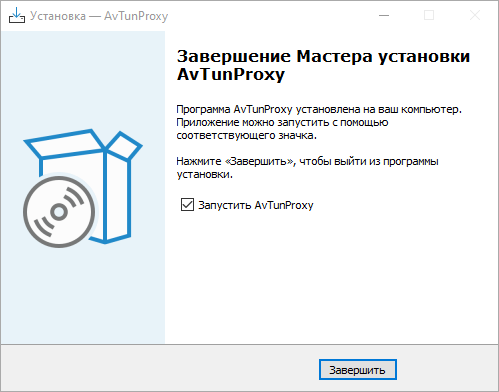 Установка — AvTunProxy
Завершение Мастера установки
AvTunProxy
Программа AvTunProxy установлена на ваш компьютер.
Приложение можно запустить с помощью
соответствующего значка.
Нажмите «Завершить», чтобы выйти из программы
установки.
Запустить AvTunProxy
Завершить